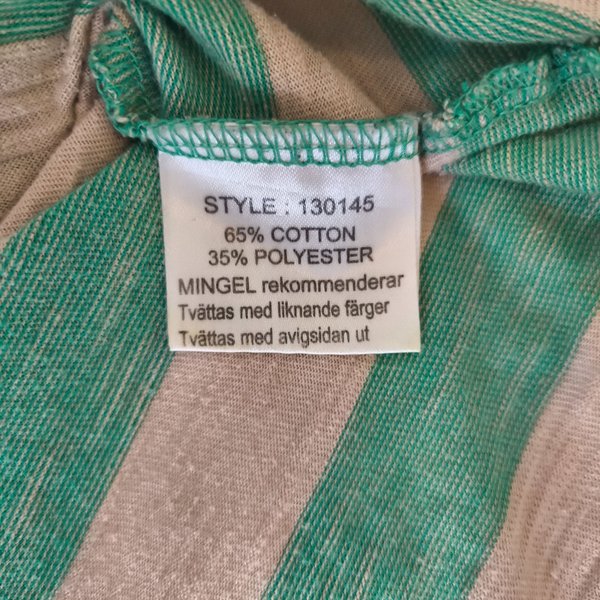 STYLE : 130145
65% COTTON
35% POLYESTER
MINGEL rekommenderar
Tvättas med liknande färger
Tvättas med avigsidan ut